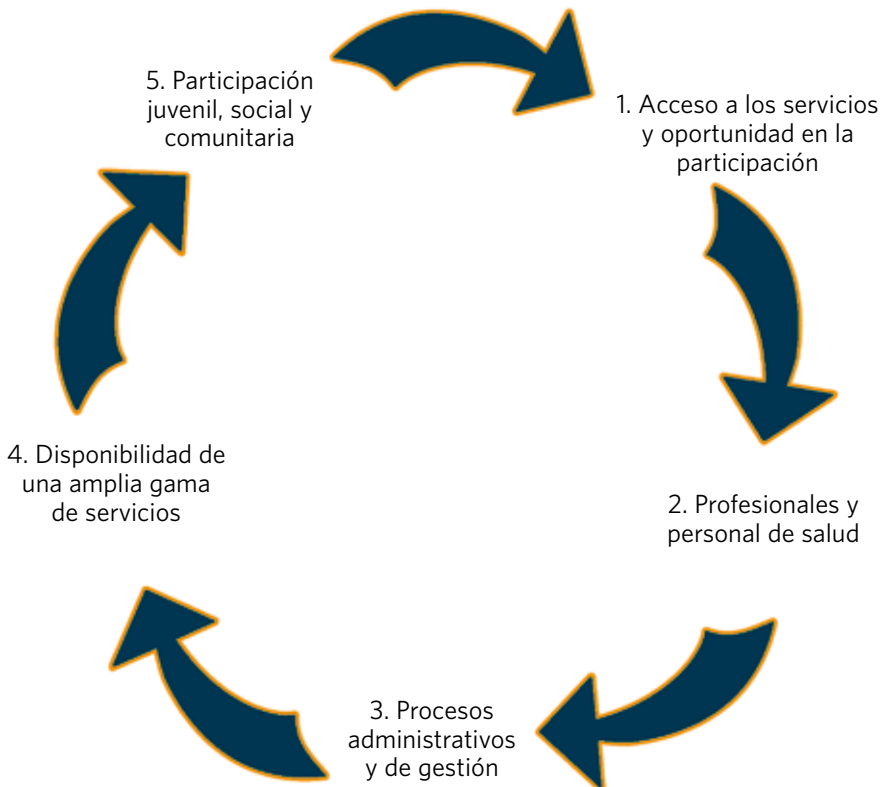 1. Acceso a los servicios
y oportunidad en la
participación
2. Profesionales y
personal de salud
3. Procesos
administrativos
y de gestión
4. Disponibilidad de
una amplia gama
de servicios
5. Participación
juvenil, social y
comunitaria